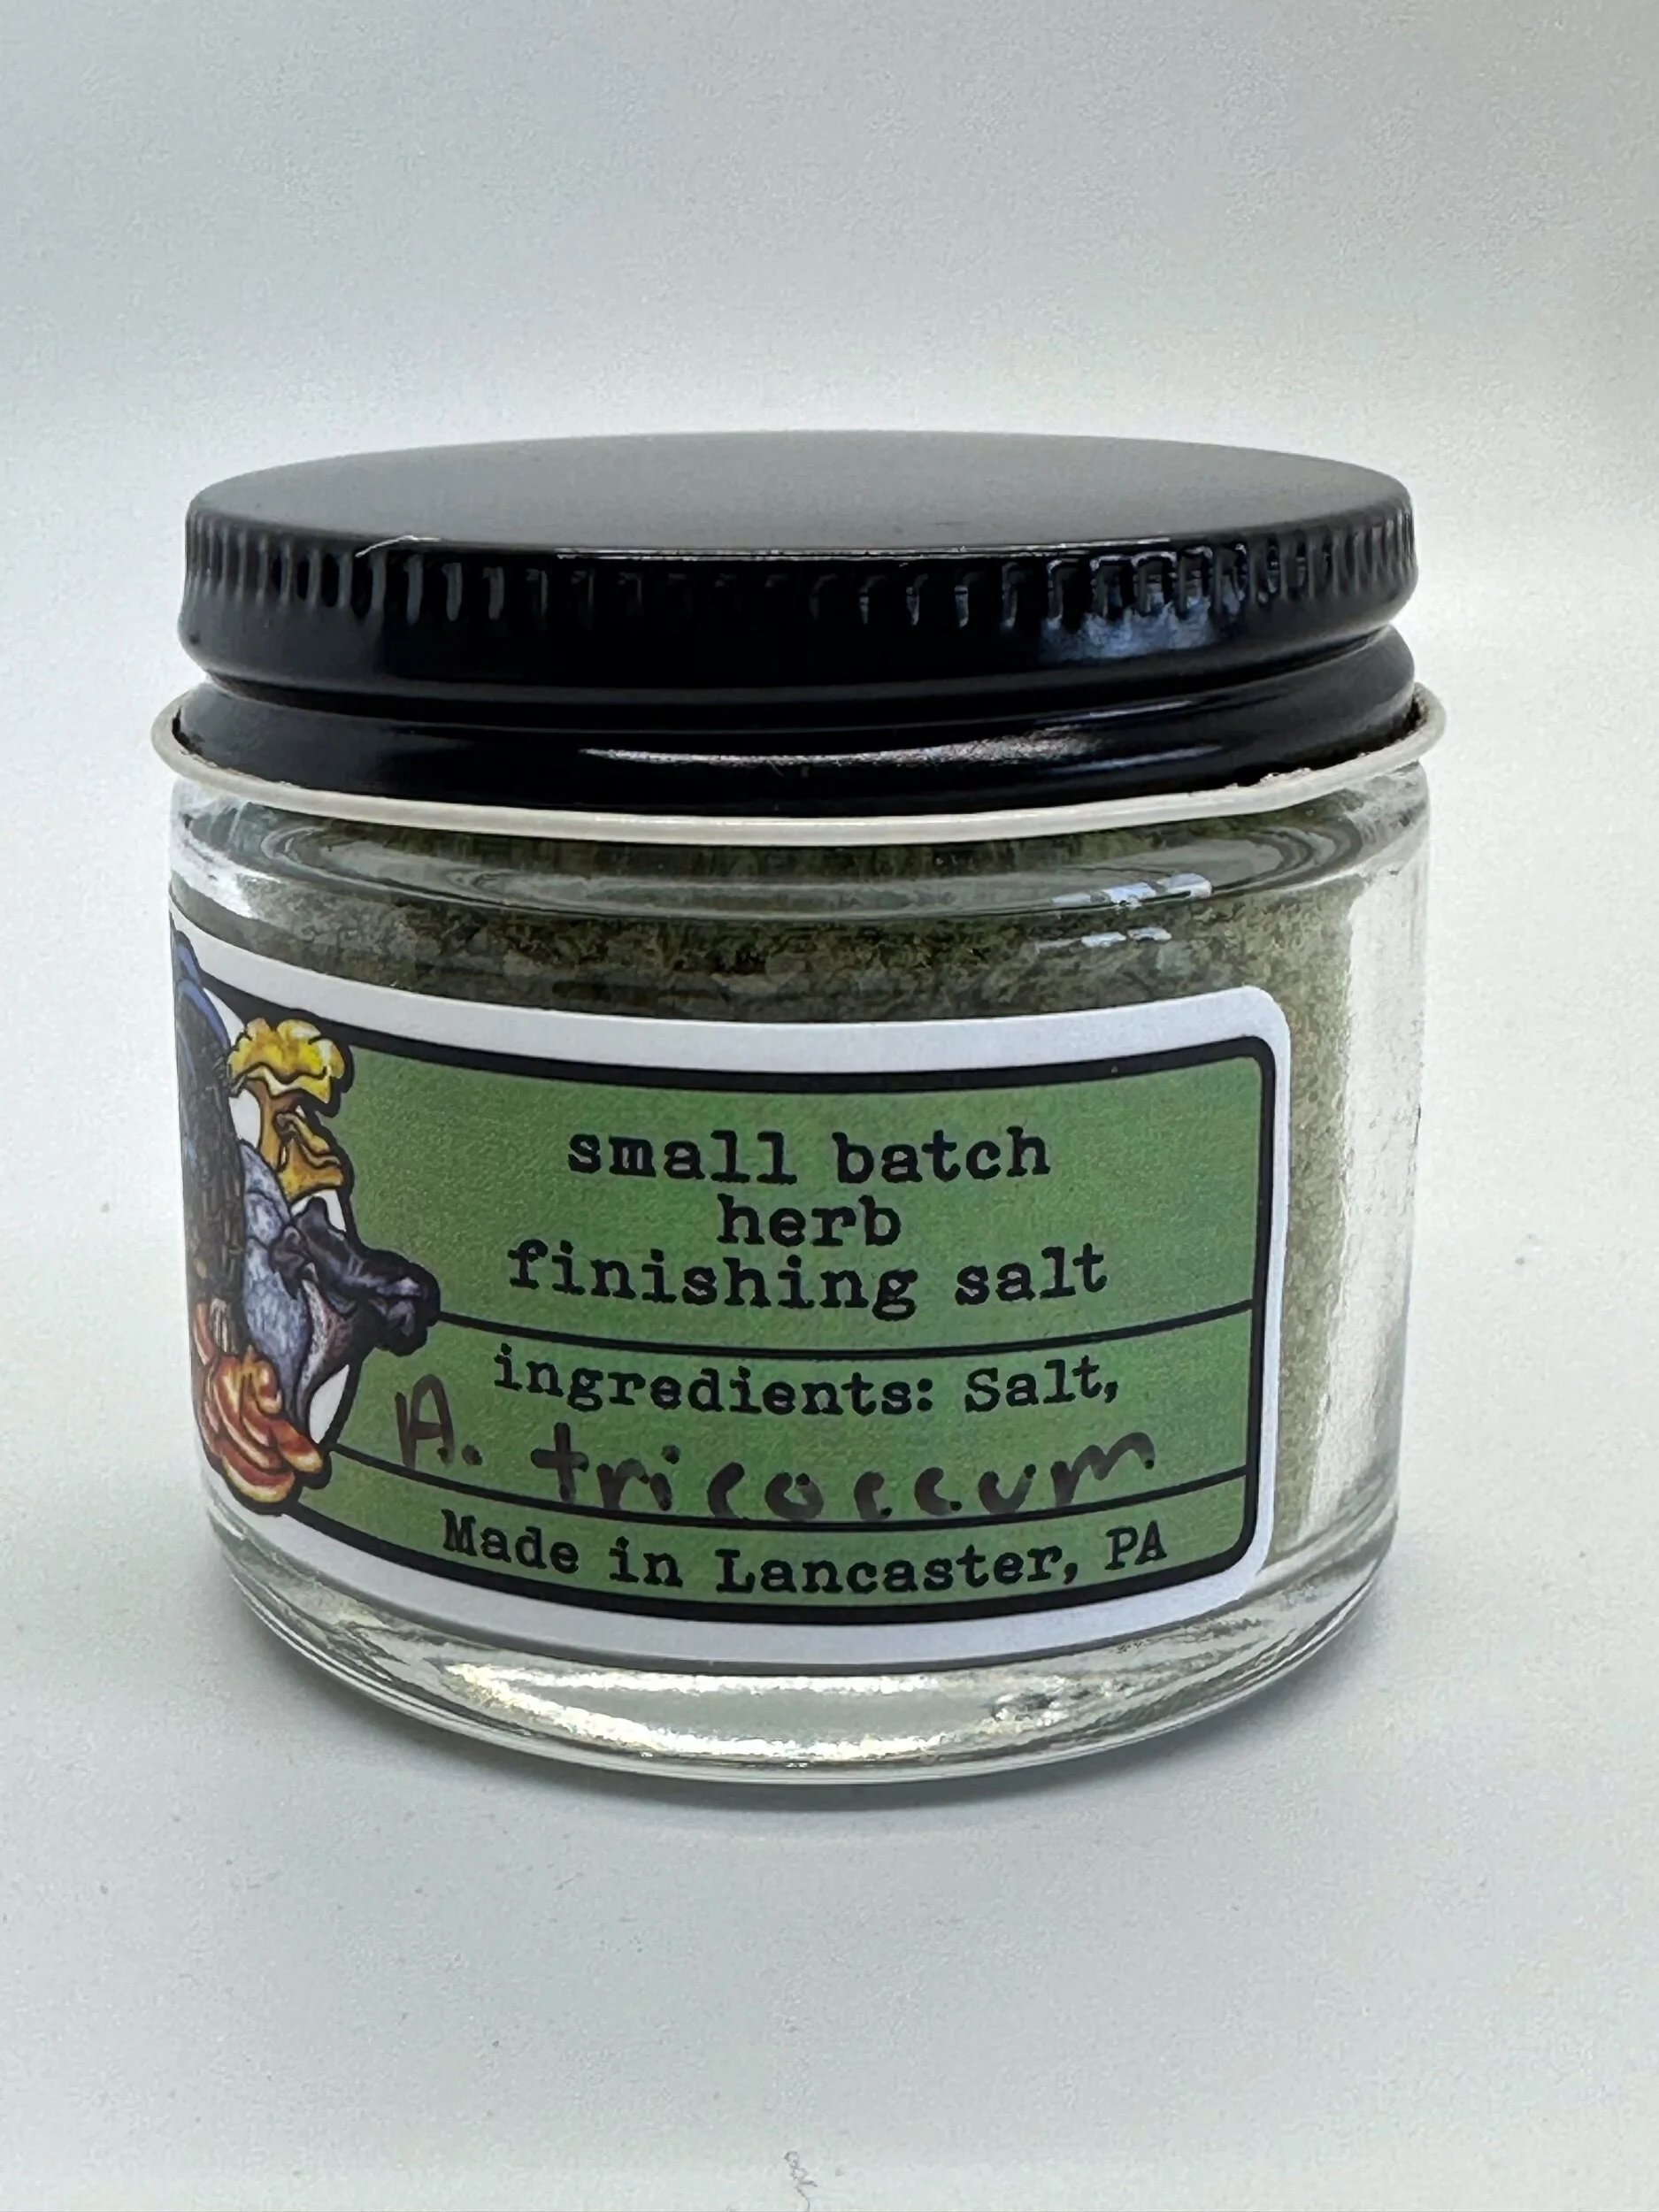 small batch
herb
finishing salt
ingredients: Salt,
A. tricoccum
Made in Lancaster, PA